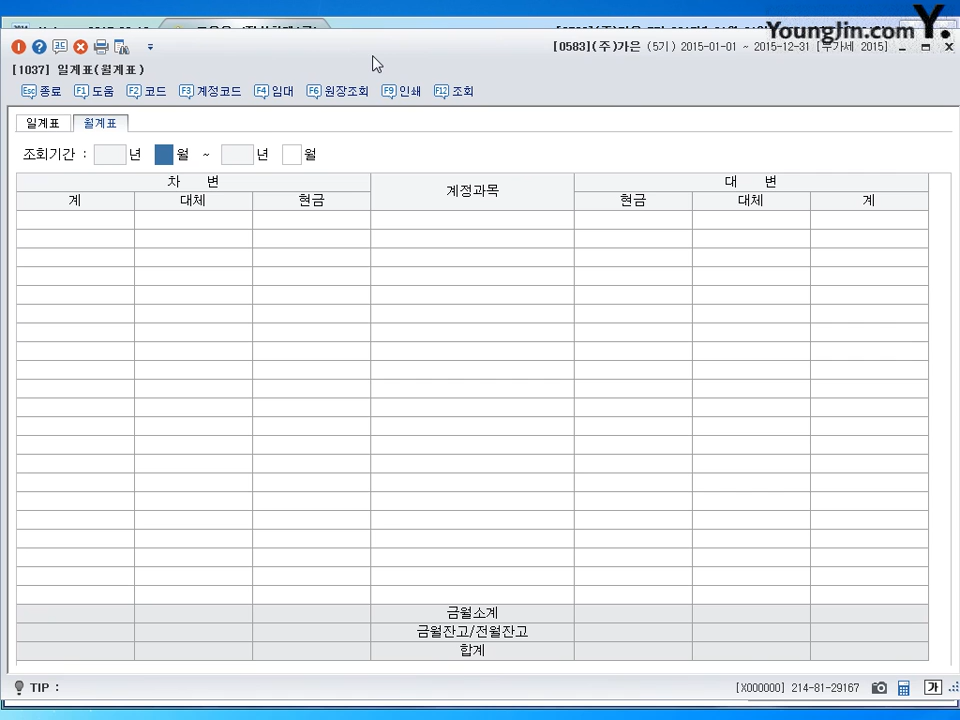 YoungJin.com Y.
[0583](주)가은 (5기) 2015-01-01 ~ 2015-12-31 [부가세 2015]
[1037] 일계표(월계표)
Esc 종료 F1 도움 F2 코드 F3 계정코드 F4 임대 F6 원장조회 F9 인쇄 F12 조회
일계표 월계표
조회기간 : 년 월 ~ 년 월
차 변 계정과목 대 변
계 대체 현금 현금 대체 계
금월소계
금월잔고/전월잔고
합계
TIP : [X000000] 214-81-29167 가